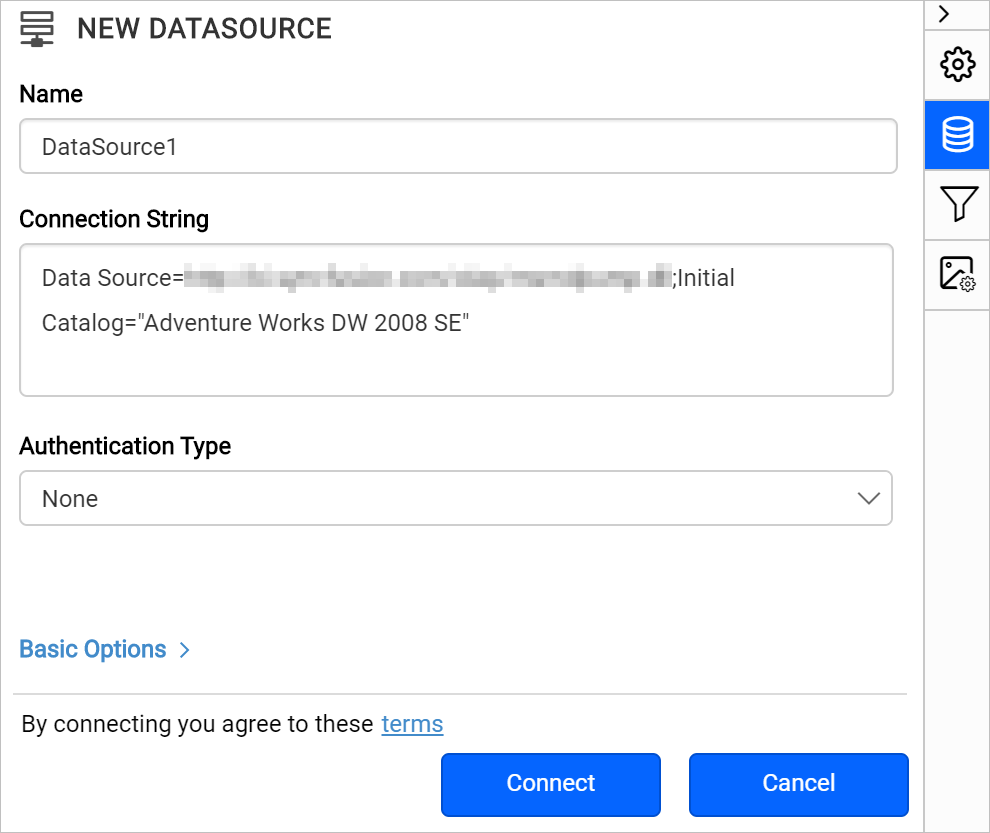 NEW DATASOURCE
Name
DataSource1
Connection String
Data Source=;Initial
Catalog="Adventure Works DW 2008 SE"
Authentication Type
None
Basic Options
By connecting you agree to these terms
Connect
Cancel